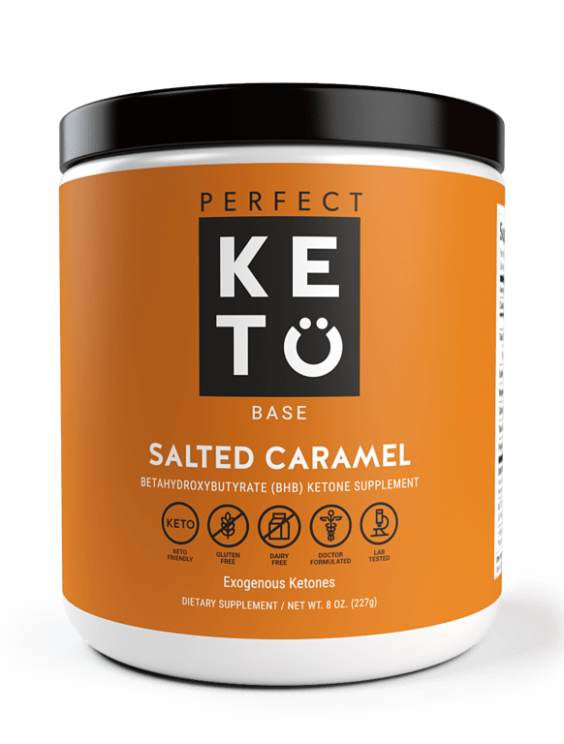 PERFECT
KE
TÖ
BASE
SALTED CARAMEL
BETAHYDROXYBUTYRATE (BHB) KETONE SUPPLEMENT
KETO
KETO FRIENDLY
GLUTEN FREE
DAIRY FREE
DOCTOR FORMULATED
LAB TESTED
Exogenous Ketones
DIETARY SUPPLEMENT / NET WT. 8 OZ. (227g)